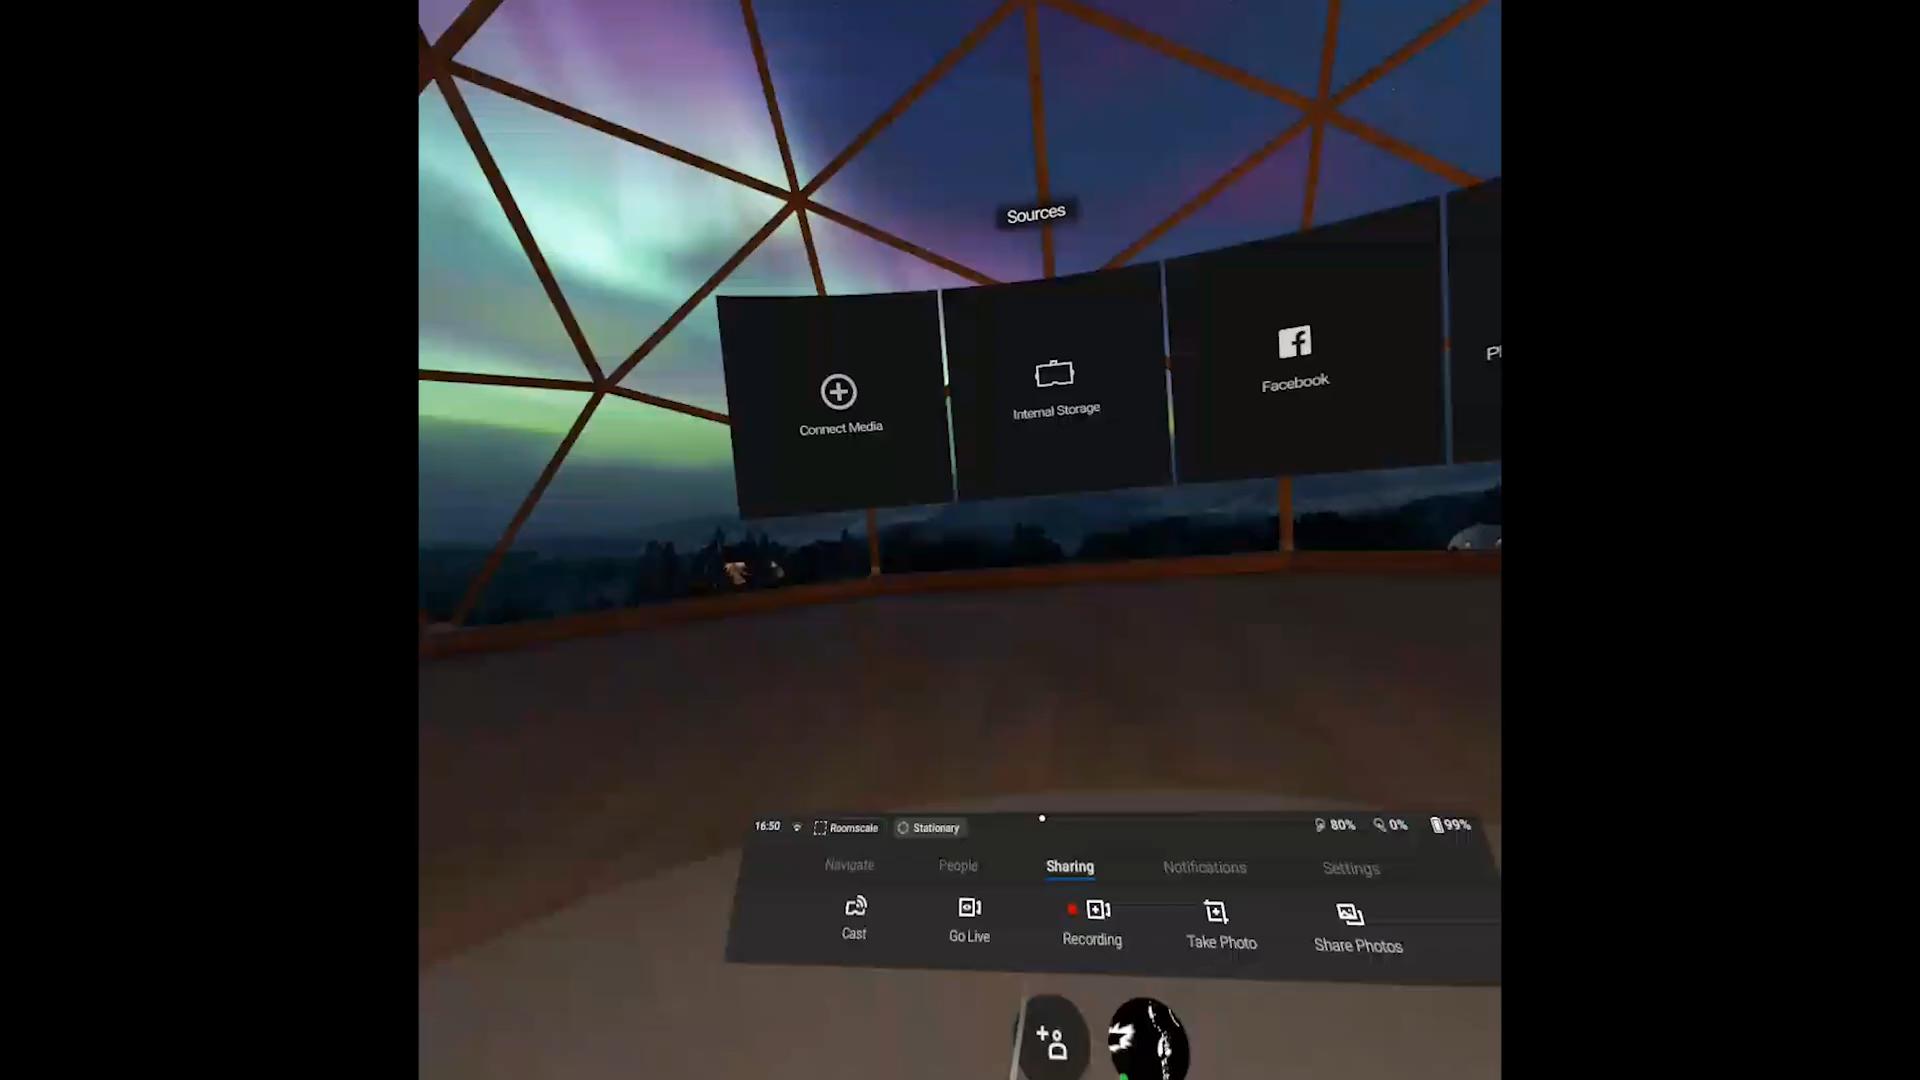 Sources
Connect Media
Internal Storage
Facebook
16:50 Roomscale Stationary 80% 0% 99%
Navigate People Sharing Notifications Settings
Cast Go Live Recording Take Photo Share Photos